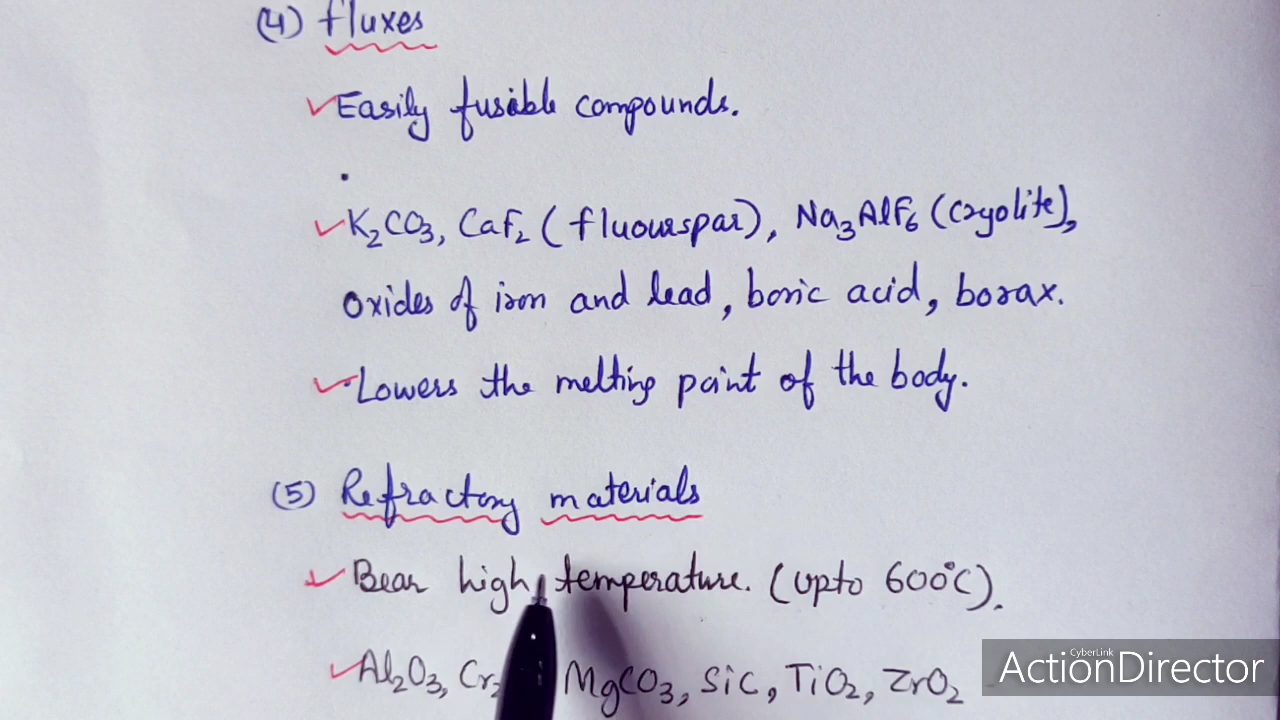 (4) fluxes
Easily fusible compounds.
K₂CO₃, CaF₂ (fluourspar), Na₃AlF₆ (Cryolite),
oxides of iron and lead, boric acid, borax.
Lowers the melting point of the body.
(5) Refractory materials
Bear high temperature. (upto 600°C).
Al₂O₃, MgCO₃, SiC, TiO₂, ZrO₂
CyberLink
ActionDirector